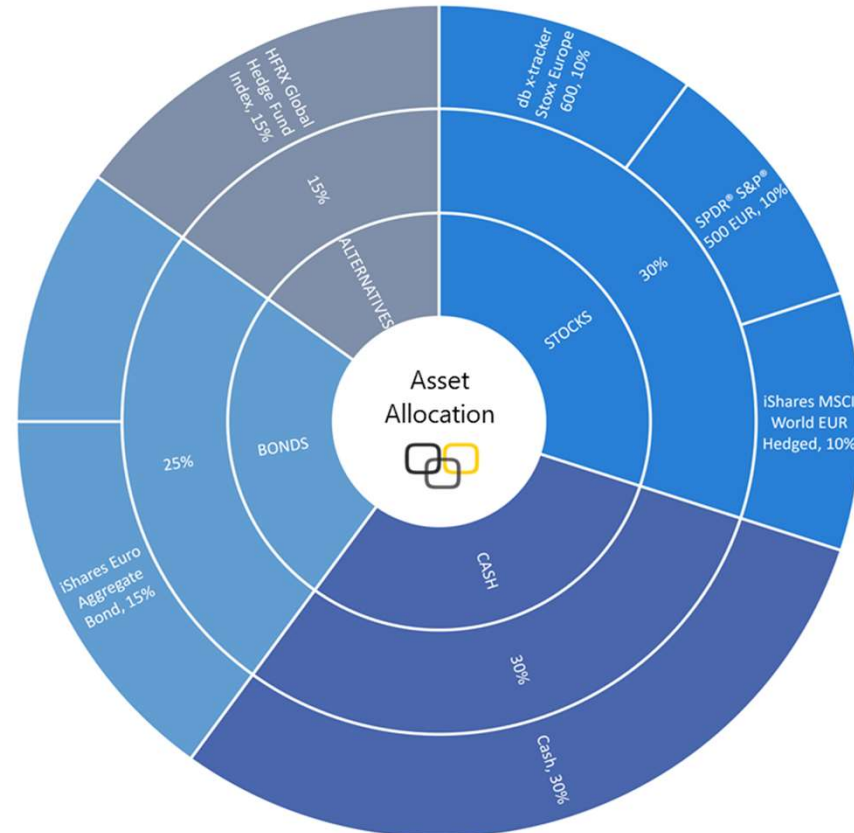 Asset
Allocation
STOCKS
30%
db x-tracker
Stoxx Europe
600, 10%
SPDR® S&P®
500 EUR, 10%
iShares MSCI
World EUR
Hedged, 10%
CASH
30%
Cash, 30%
BONDS
25%
iShares Euro
Aggregate
Bond, 15%
ALTERNATIVES
15%
HFRX Global
Hedge Fund
Index, 15%